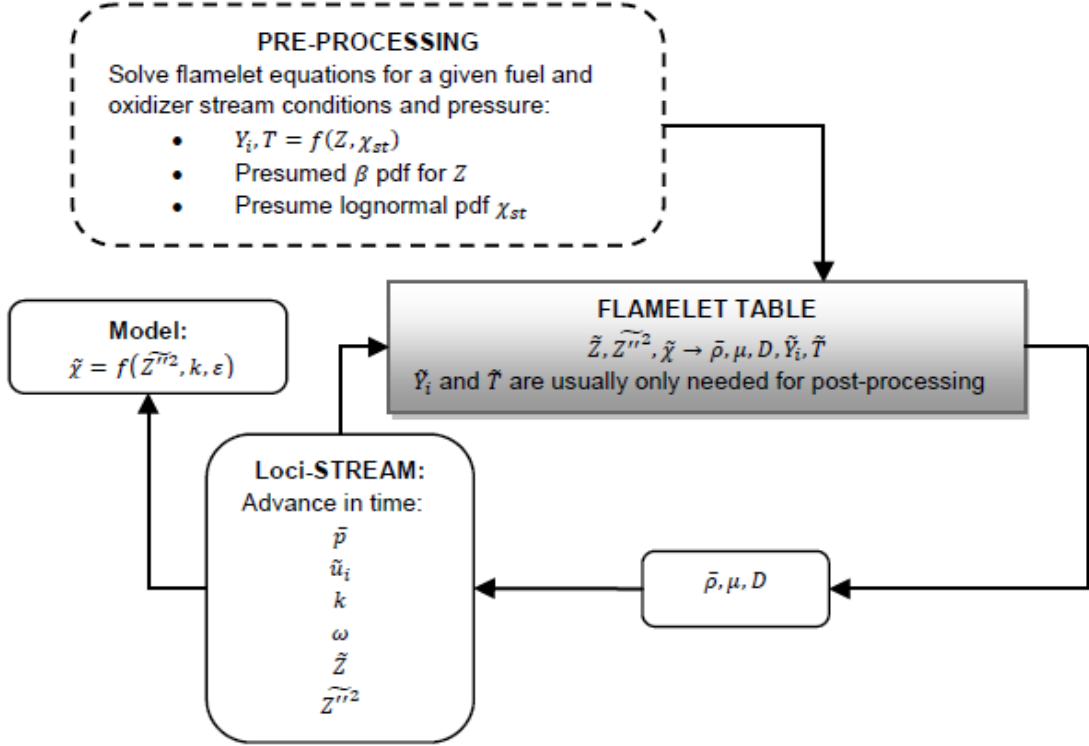 PRE-PROCESSING
Solve flamelet equations for a given fuel and
oxidizer stream conditions and pressure:
• Yᵢ, T = f(Z, χₛₜ)
• Presumed β pdf for Z
• Presume lognormal pdf χₛₜ
Model:
χ̃ = f(Z̃″², k, ε)
FLAMELET TABLE
Z̃, Z̃″², χ̃ → ρ̄, μ, D, Ỹᵢ, T̃
Ỹᵢ and T̃ are usually only needed for post-processing
Loci-STREAM:
Advance in time:
p̄
ũᵢ
k
ω
Z̃
Z̃″²
ρ̄, μ, D